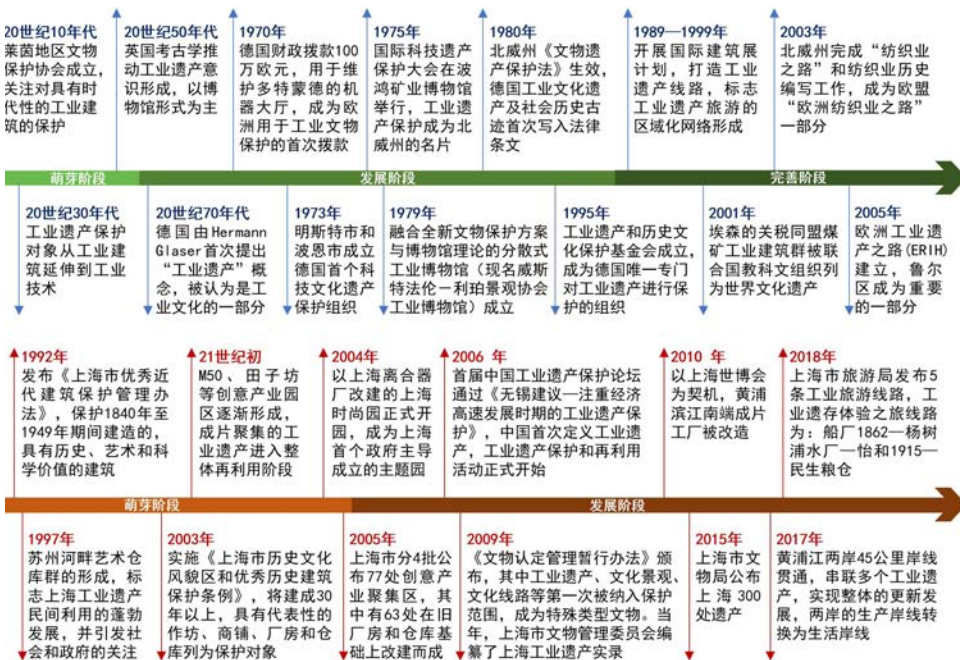 20世纪10年代
莱茵地区文物
保护协会成立，
关注对具有时
代性的工业建
筑的保护
20世纪50年代
英国考古学推
动工业遗产意
识形成，以博
物馆形式为主
1970年
德国财政拨款100
万欧元，用于维
护多特蒙德的机
器大厅，成为欧
洲用于工业文物
保护的首次拨款
1975年
国际科技遗产
保护大会在波
鸿矿业博物馆
举行，工业遗
产保护成为北
威州的名片
1980年
北威州《文物遗
产保护法》生效，
德国工业文化遗
产及社会历史古
迹首次写入法律
条文
1989—1999年
开展国际建筑展
计划，打造工业
遗产线路，标志
工业遗产旅游的
区域化网络形成
2003年
北威州完成“纺织业
之路”和纺织业历史
编写工作，成为欧盟
“欧洲纺织业之路”
一部分
萌芽阶段
发展阶段
完善阶段
20世纪30年代
工业遗产保护
对象从工业建
筑延伸到工业
技术
20世纪70年代
德国由Hermann
Glaser首次提出
“工业遗产”概
念，被认为是工
业文化的一部分
1973年
明斯特市和
波恩市成立
德国首个科
技文化遗产
保护组织
1979年
融合全新文物保护方案
与博物馆理论的分散式
工业博物馆（现名威斯
特法伦－利珀景观协会
工业博物馆）成立
1995年
工业遗产和历史文
化保护基金会成立，
成为德国唯一专门
对工业遗产进行保
护的组织
2001年
埃森的关税同盟煤
矿工业建筑群被联
合国教科文组织列
为世界文化遗产
2005年
欧洲工业遗
产之路(ERIH)
建立，鲁尔
区成为重要
的一部分
1992年
发布《上海市优秀近
代建筑保护管理办
法》，保护1840年至
1949年期间建造的，
具有历史、艺术和科
学价值的建筑
21世纪初
M50、田子坊
等创意产业园
区逐渐形成，
成片聚集的工
业遗产进入整
体再利用阶段
2004年
以上海离合器
厂改建的上海
时尚园正式开
园，成为上海
首个政府主导
成立的主题园
2006 年
首届中国工业遗产保护论坛
通过《无锡建议—注重经济
高速发展时期的工业遗产保
护》，中国首次定义工业遗
产，工业遗产保护和再利用
活动正式开始
2010 年
以上海世博会
为契机，黄浦
滨江南端成片
工厂被改造
2018年
上海市旅游局发布5
条工业旅游线路，工
业遗存体验之旅线路
为：船厂1862—杨树
浦水厂—怡和1915—
民生粮仓
萌芽阶段
发展阶段
1997年
苏州河畔艺术仓
库群的形成，标
志上海工业遗产
民间利用的蓬勃
发展，并引发社
会和政府的关注
2003年
实施《上海市历史文化
风貌区和优秀历史建筑
保护条例》，将建成30
年以上，具有代表性的
作坊、商铺、厂房和仓
库列为保护对象
2005年
上海市分4批公
布77处创意产
业聚集区，其
中有63处在旧
厂房和仓库基
础上改建而成
2009年
《文物认定管理暂行办法》颁
布，其中工业遗产、文化景观、
文化线路等第一次被纳入保护
范围，成为特殊类型文物。当
年，上海市文物管理委员会编
纂了上海工业遗产实录
2015年
上海市文
物局公布
上海 300
处遗产
2017年
黄浦江两岸45公里岸线
贯通，串联多个工业遗
产，实现整体的更新发
展，两岸的生产岸线转
换为生活岸线